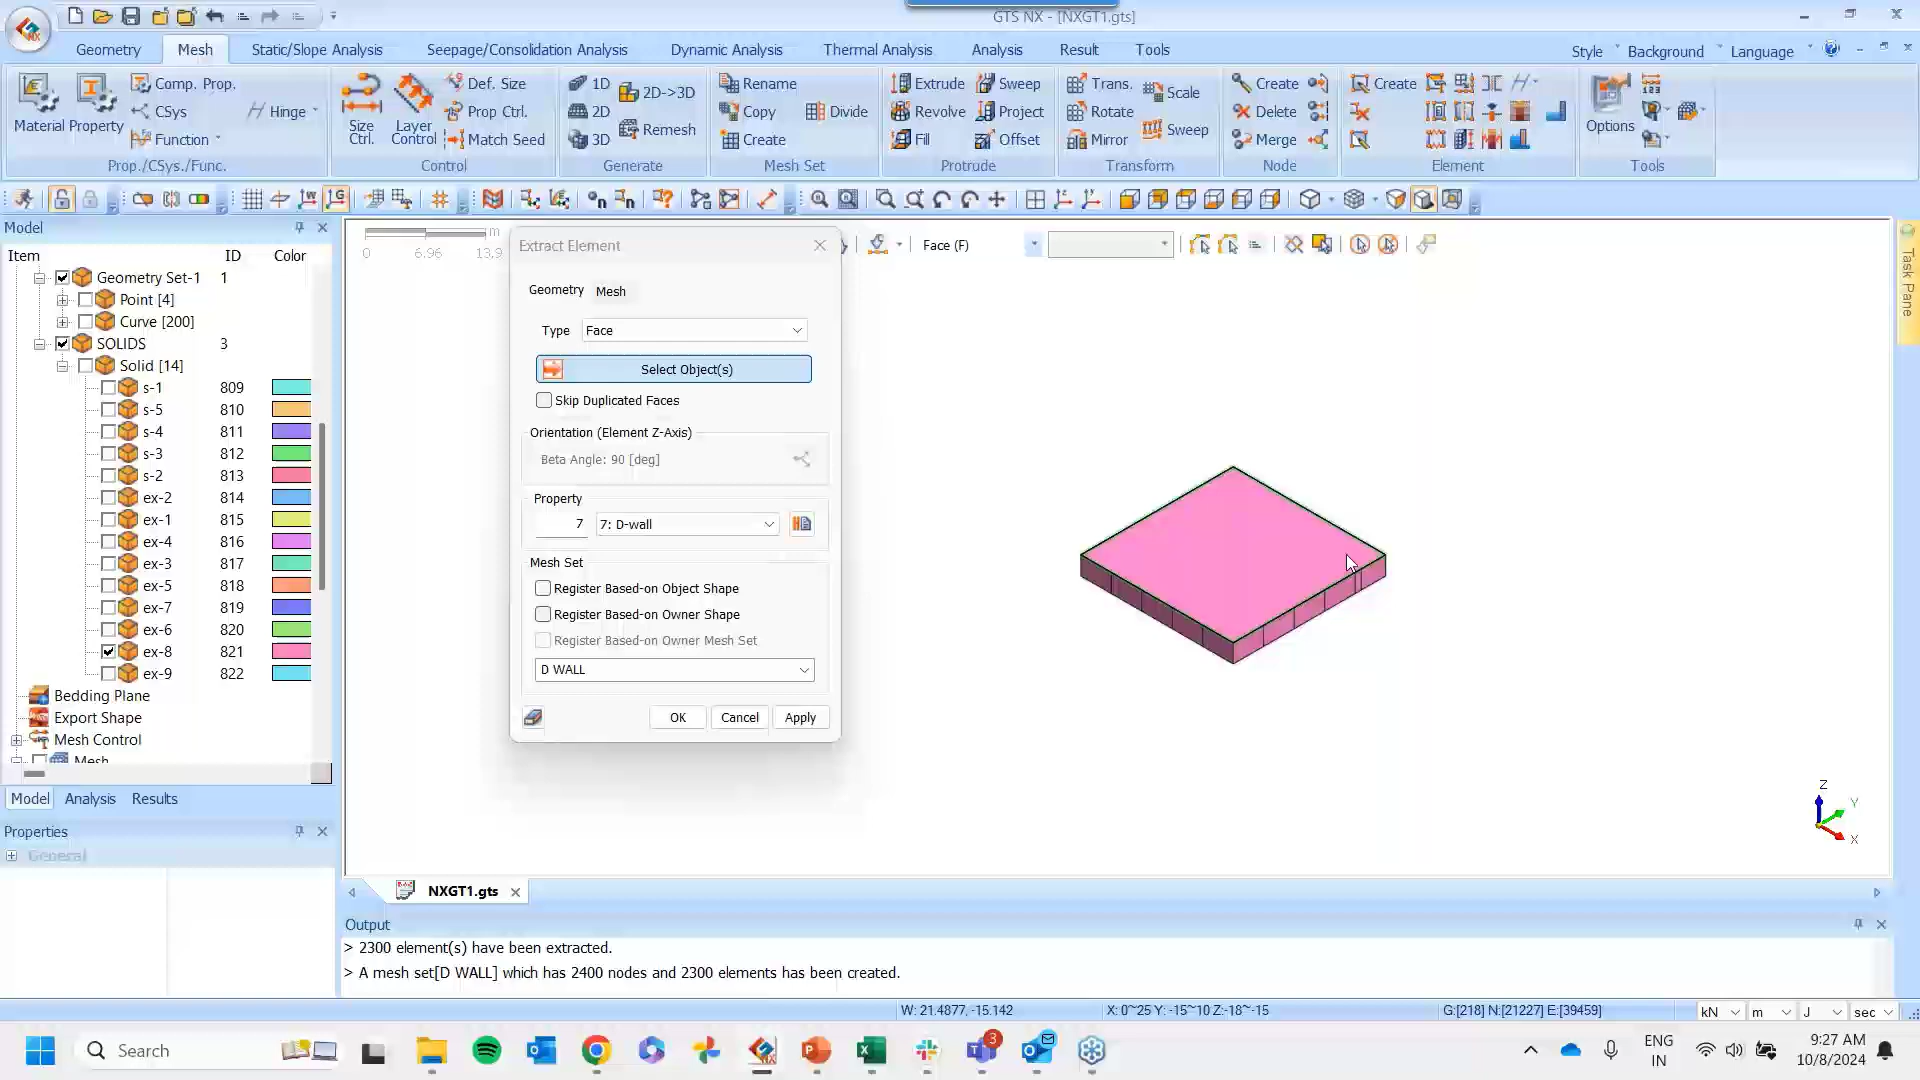 GTS NX - [NXGT1.gts]
Geometry
Mesh
Static/Slope Analysis
Seepage/Consolidation Analysis
Dynamic Analysis
Thermal Analysis
Analysis
Result
Tools
Style
Background
Language
Material
Property
Comp. Prop.
CSys
Function
Hinge
Prop./CSys./Func.
Size
Ctrl.
Layer
Control
Def. Size
Prop Ctrl.
Match Seed
Control
1D
2D
3D
2D->3D
Remesh
Generate
Rename
Copy
Create
Divide
Mesh Set
Extrude
Revolve
Fill
Sweep
Project
Offset
Protrude
Trans.
Rotate
Mirror
Scale
Sweep
Transform
Create
Delete
Merge
Node
Create
Element
Options
Tools
Model
Item
ID
Color
Geometry Set-1
1
Point [4]
Curve [200]
SOLIDS
3
Solid [14]
s-1
809
s-5
810
s-4
811
s-3
812
s-2
813
ex-2
814
ex-1
815
ex-4
816
ex-3
817
ex-5
818
ex-7
819
ex-6
820
ex-8
821
ex-9
822
Bedding Plane
Export Shape
Mesh Control
Mesh
Model
Analysis
Results
Properties
General
m
0
6.96
13.9
Face (F)
Task Pane
Extract Element
Geometry
Mesh
Type
Face
Select Object(s)
Skip Duplicated Faces
Orientation (Element Z-Axis)
Beta Angle: 90 [deg]
Property
7
7: D-wall
Mesh Set
Register Based-on Object Shape
Register Based-on Owner Shape
Register Based-on Owner Mesh Set
D WALL
OK
Cancel
Apply
Z
Y
X
NXGT1.gts
Output
> 2300 element(s) have been extracted.
> A mesh set[D WALL] which has 2400 nodes and 2300 elements has been created.
W: 21.4877, -15.142
X: 0~25 Y: -15~10 Z:-18~-15
G:[218] N:[21227] E:[39459]
kN
m
J
sec
Search
3
ENG
IN
9:27 AM
10/8/2024